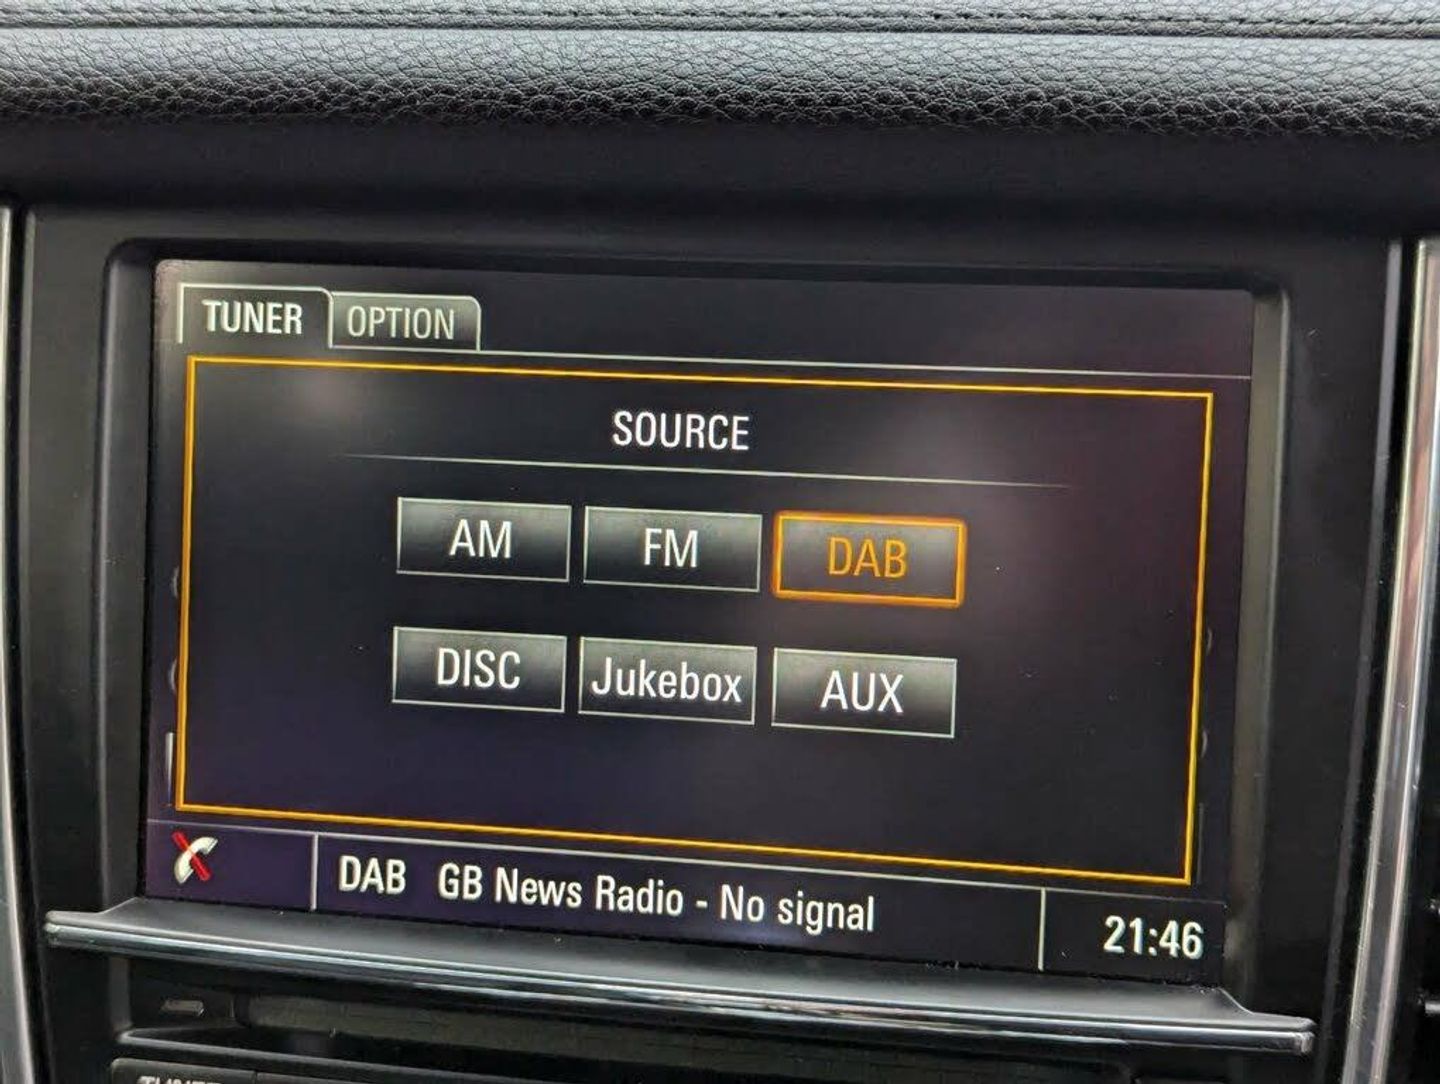 TUNER OPTION
SOURCE
AM FM DAB
DISC Jukebox AUX
DAB GB News Radio - No signal 21:46